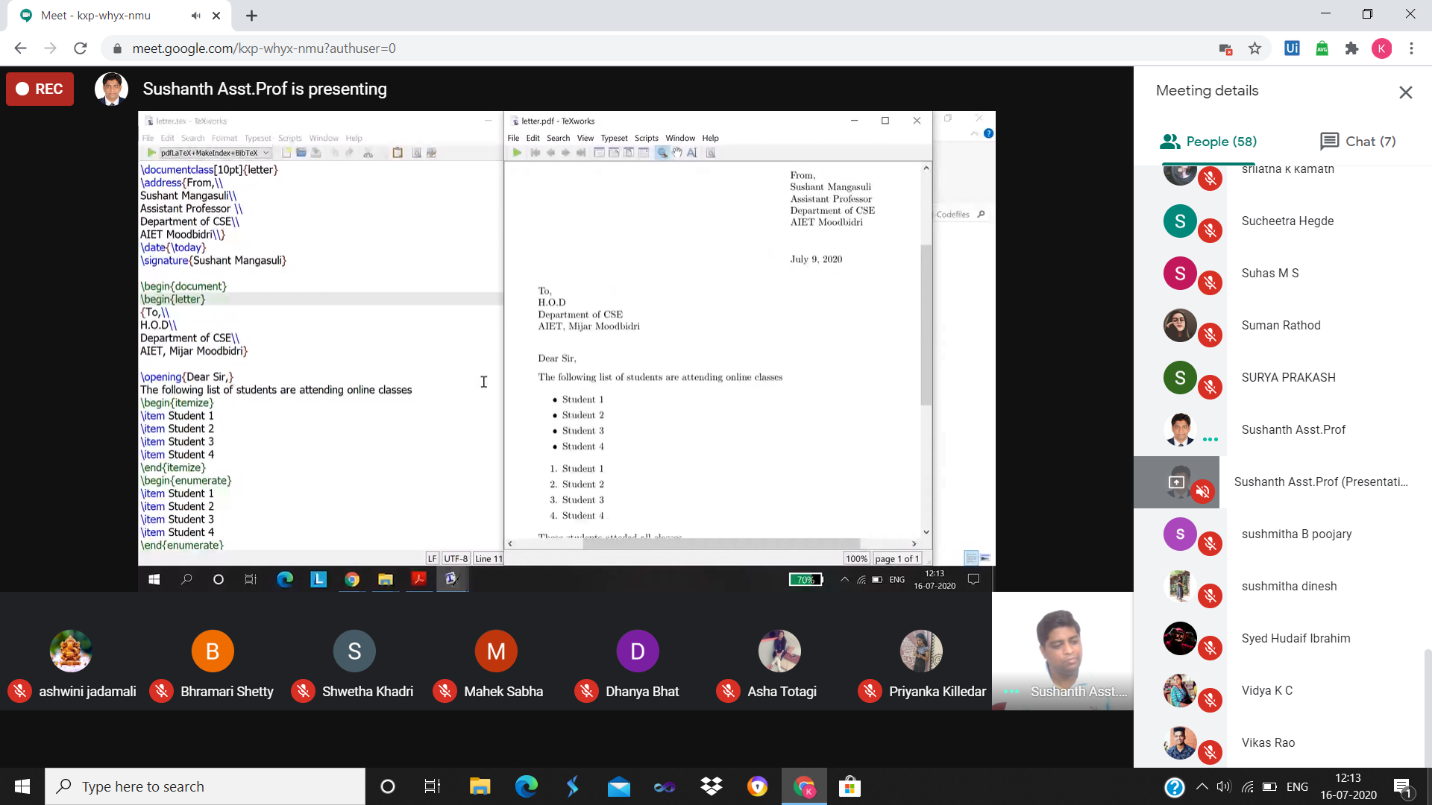 Meet - kxp-whyx-nmu
meet.google.com/kxp-whyx-nmu?authuser=0
Ui
K
REC
Sushanth Asst.Prof is presenting
Meeting details
People (58)
Chat (7)
letter.tex - TeXworks
File Edit Search Format Typeset Scripts Window Help
pdfLaTeX+MakeIndex+BibTeX
\documentclass[10pt]{letter}
\address{From,\\
Sushant Mangasuli\\
Assistant Professor \\
Department of CSE\\
AIET Moodbidri\\}
\date{\today}
\signature{Sushant Mangasuli}
\begin{document}
\begin{letter}
{To,\\
H.O.D\\
Department of CSE\\
AIET, Mijar Moodbidri}
\opening{Dear Sir,}
The following list of students are attending online classes
\begin{itemize}
\item Student 1
\item Student 2
\item Student 3
\item Student 4
\end{itemize}
\begin{enumerate}
\item Student 1
\item Student 2
\item Student 3
\item Student 4
\end{enumerate}
LF UTF-8 Line 11
letter.pdf - TeXworks
File Edit Search View Typeset Scripts Window Help
From,
Sushant Mangasuli
Assistant Professor
Department of CSE
AIET Moodbidri
July 9, 2020
To,
H.O.D
Department of CSE
AIET, Mijar Moodbidri
Dear Sir,
The following list of students are attending online classes
• Student 1
• Student 2
• Student 3
• Student 4
1. Student 1
2. Student 2
3. Student 3
4. Student 4
100% page 1 of 1
Codefiles
70%
ENG
12:13
16-07-2020
srilatha k kamath
S
Sucheetra Hegde
S
Suhas M S
Suman Rathod
S
SURYA PRAKASH
Sushanth Asst.Prof
Sushanth Asst.Prof (Presentati...
s
sushmitha B poojary
sushmitha dinesh
Syed Hudaif Ibrahim
Vidya K C
Vikas Rao
ashwini jadamali
B
Bhramari Shetty
S
Shwetha Khadri
M
Mahek Sabha
D
Dhanya Bhat
Asha Totagi
Priyanka Killedar
Sushanth Asst....
Type here to search
ENG
12:13
16-07-2020
1